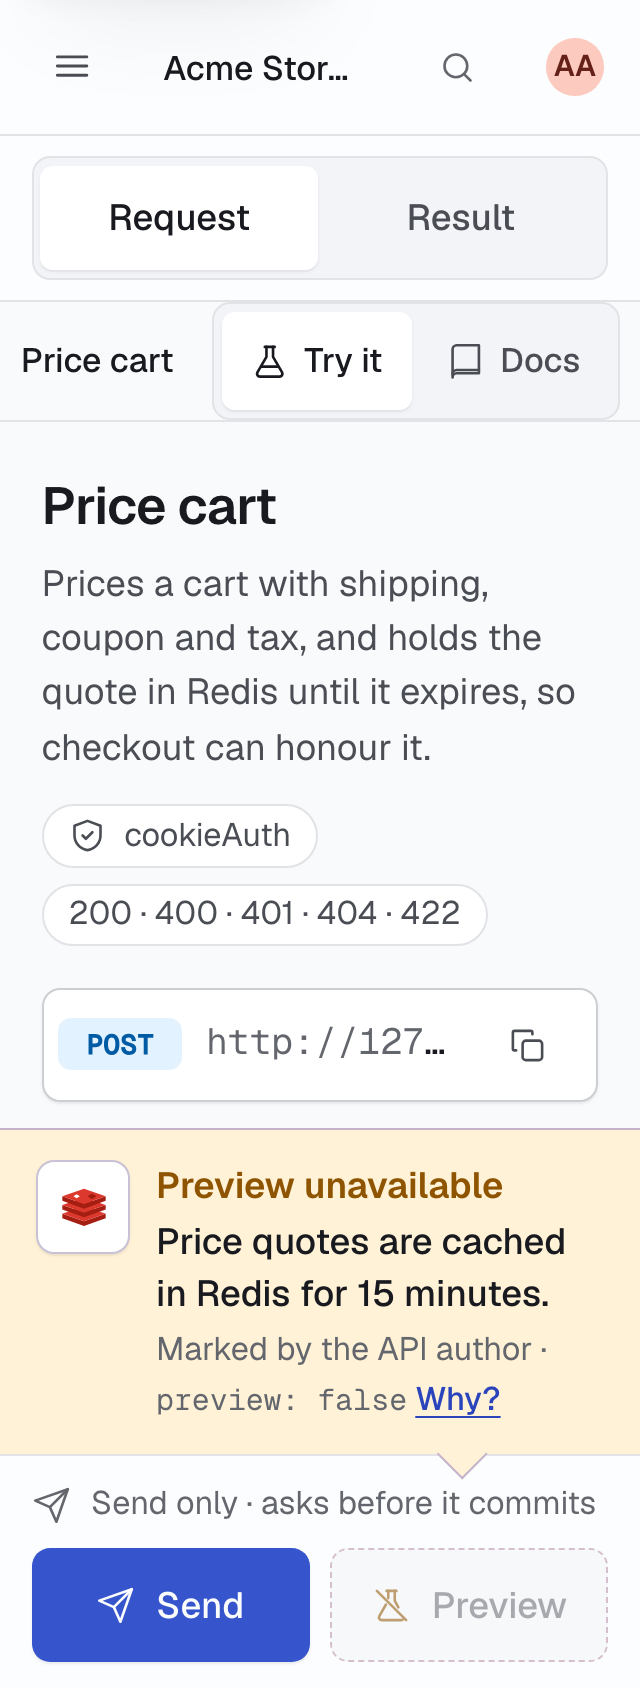 Acme Stor...
AA
Request
Result
Price cart
Try it
Docs
Price cart
Prices a cart with shipping,
coupon and tax, and holds the
quote in Redis until it expires, so
checkout can honour it.
cookieAuth
200 · 400 · 401 · 404 · 422
POST http://127...
Preview unavailable
Price quotes are cached
in Redis for 15 minutes.
Marked by the API author ·
preview: false Why?
Send only · asks before it commits
Send
Preview